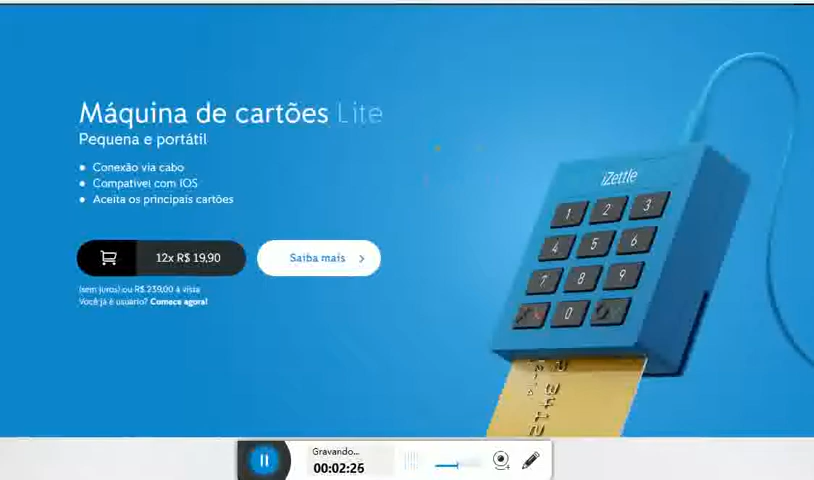 Máquina de cartões Lite
Pequena e portátil
Conexão via cabo
Compatível com IOS
Aceita os principais cartões
12x R$ 19,90
Saiba mais
(sem juros) ou R$ 239,00 à vista
Você já é usuário? Comece agora!
iZettle
1 2 3
4 5 6
7 8 9
0
Gravando...
00:02:26